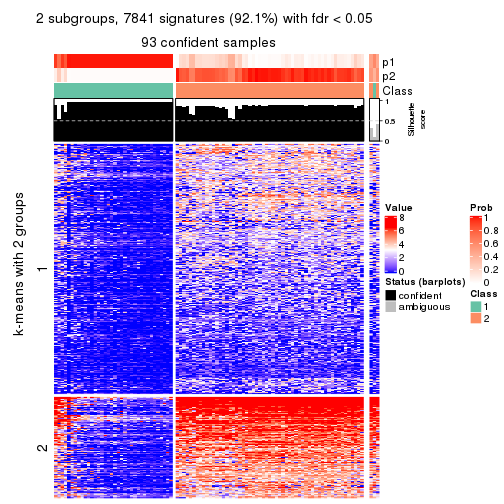 2 subgroups, 7841 signatures (92.1%) with fdr < 0.05
93 confident samples
p1
p2
Class
1
0.5
0
Silhouette
score
k-means with 2 groups
1
2
Value
8
6
4
2
0
Prob
1
0.8
0.6
0.4
0.2
0
Status (barplots)
confident
ambiguous
Class
1
2